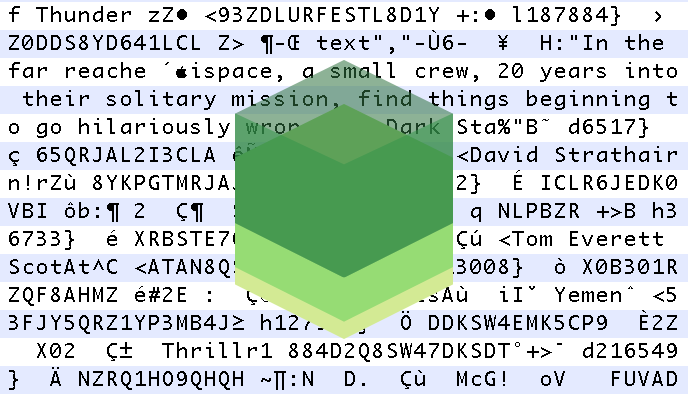 f Thunder zZ● <93ZDLURFESTL8D1Y +:● l187884} ›
Z0DDS8YD641LCL Z> ¶-Œ text","-Ù6- ¥ H:"In the
far reache ´ispace, a small crew, 20 years into
their solitary mission, find things beginning t
o go hilariously wron Dark Sta%"B˜ d6517}
ç 65QRJAL2I3CLA <David Strathair
n!rZù 8YKPGTMRJA 2} É ICLR6JEDK0
VBI ôb:¶ 2 Ç¶ q NLPBZR +>B h3
6733} é XRBSTE7 Çú <Tom Everett
ScotAt^C <ATAN8Q 3008} ò X0B301R
ZQF8AHMZ é#2E : sAù iIˇ Yemenˆ <5
3FJY5QRZ1YP3MB4J≥ h127 } Ö DDKSW4EMK5CP9 È2Z
X02 Ç± Thrillr1 884D2Q8SW47DKSDT°+>¯ d216549
} Ä NZRQ1HO9QHQH ~¶:N D. Çù McG! oV FUVAD